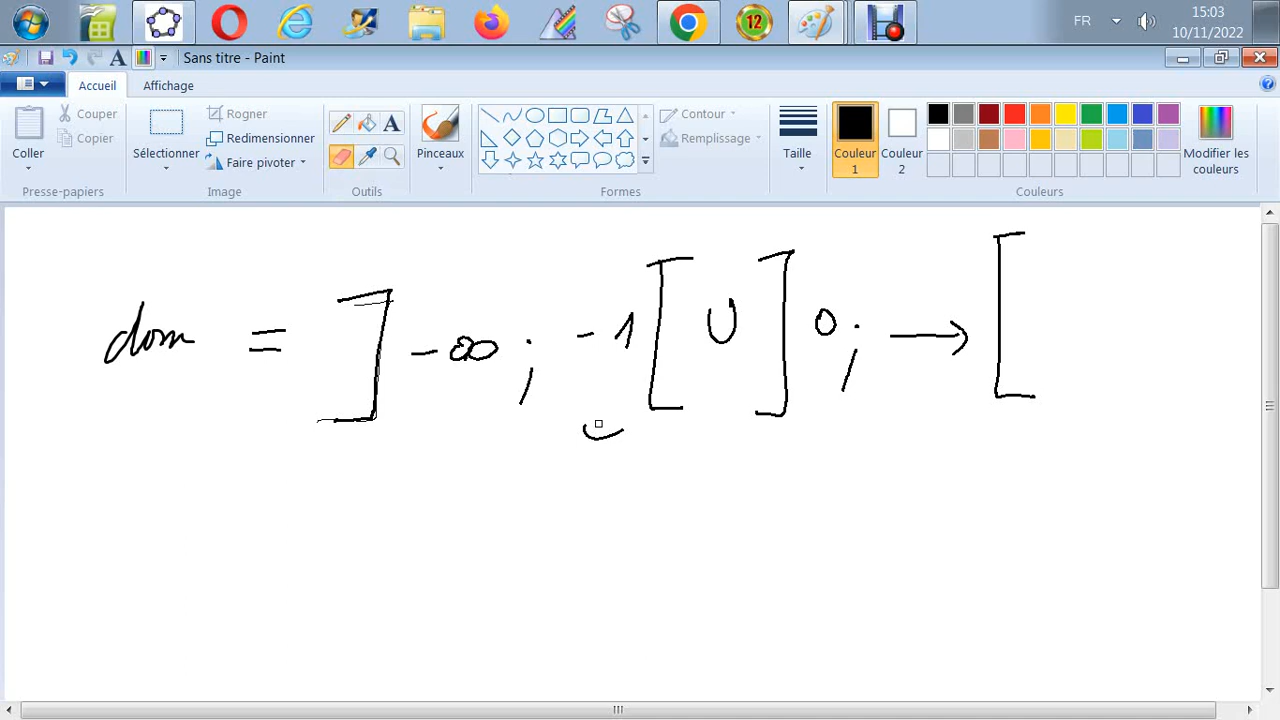 12
FR
15:03
10/11/2022
Sans titre - Paint
Accueil
Affichage
Coller
Couper
Copier
Presse-papiers
Sélectionner
Rogner
Redimensionner
Faire pivoter
Image
Outils
Pinceaux
Contour
Remplissage
Formes
Taille
Couleur 1
Couleur 2
Modifier les couleurs
Couleurs
dom = ]-∞ ; -1[ U ]0 ; →[